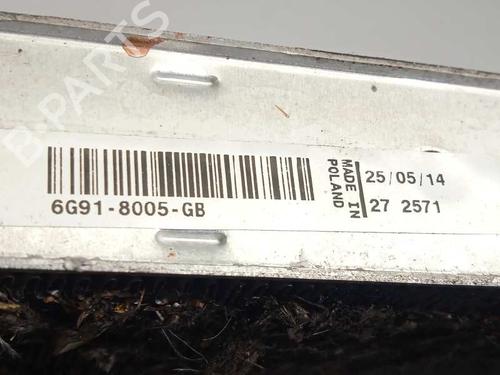 B-PARTS
6G91-8005-GB
MADE IN
POLAND
25/05/14
27 2571